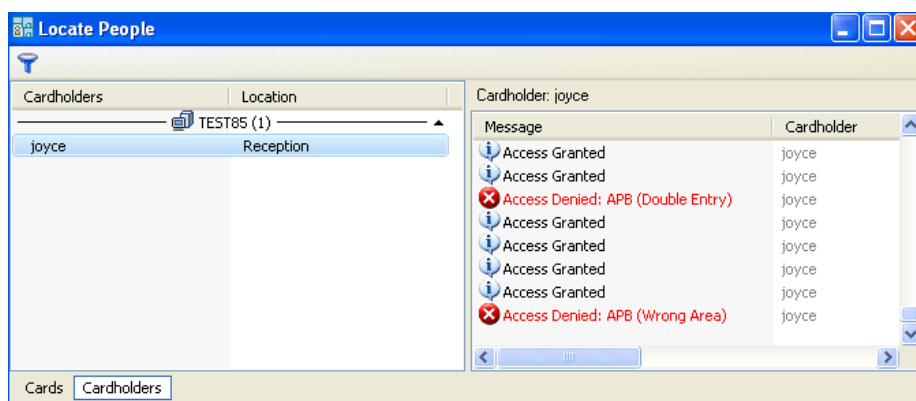 Locate People
Cardholders Location
TEST85 (1)
joyce Reception
Cardholder: joyce
Message Cardholder
Access Granted joyce
Access Granted joyce
Access Denied: APB (Double Entry) joyce
Access Granted joyce
Access Granted joyce
Access Granted joyce
Access Granted joyce
Access Denied: APB (Wrong Area) joyce
Cards Cardholders